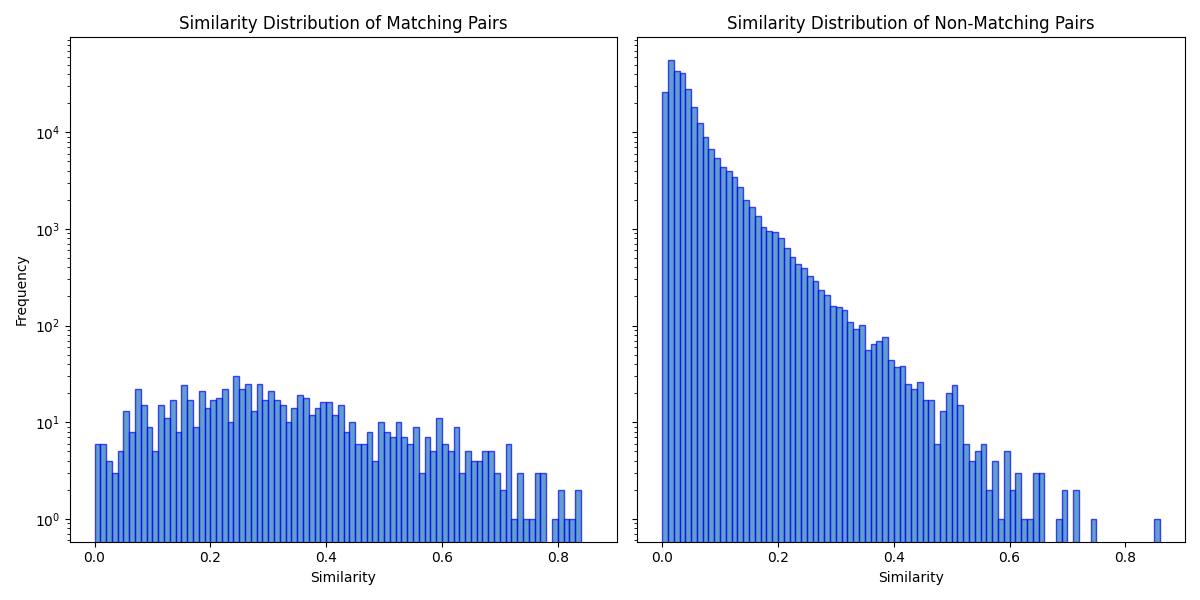 Similarity Distribution of Matching Pairs
Similarity Distribution of Non-Matching Pairs
Frequency
10^4
10^3
10^2
10^1
10^0
0.0 0.2 0.4 0.6 0.8
0.0 0.2 0.4 0.6 0.8
Similarity
Similarity